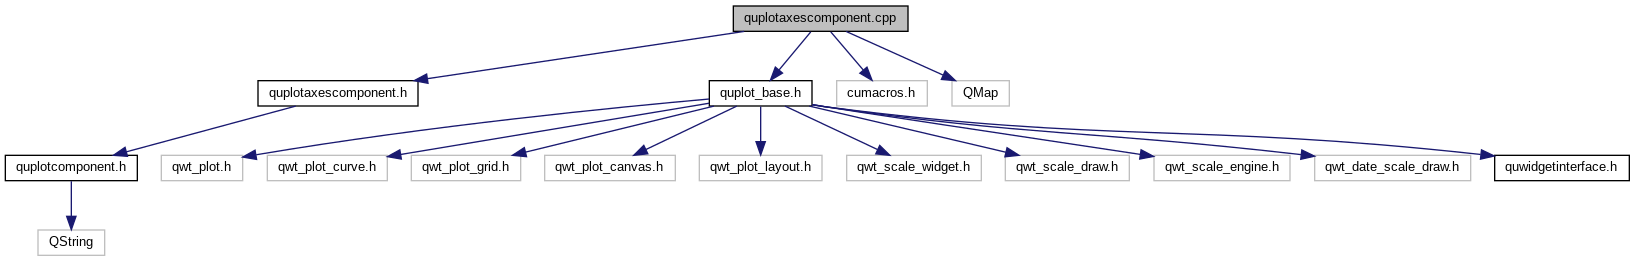 quplotaxescomponent.cpp
quplotaxescomponent.h
quplot_base.h
cumacros.h
QMap
quplotcomponent.h
qwt_plot.h
qwt_plot_curve.h
qwt_plot_grid.h
qwt_plot_canvas.h
qwt_plot_layout.h
qwt_scale_widget.h
qwt_scale_draw.h
qwt_scale_engine.h
qwt_date_scale_draw.h
quwidgetinterface.h
QString